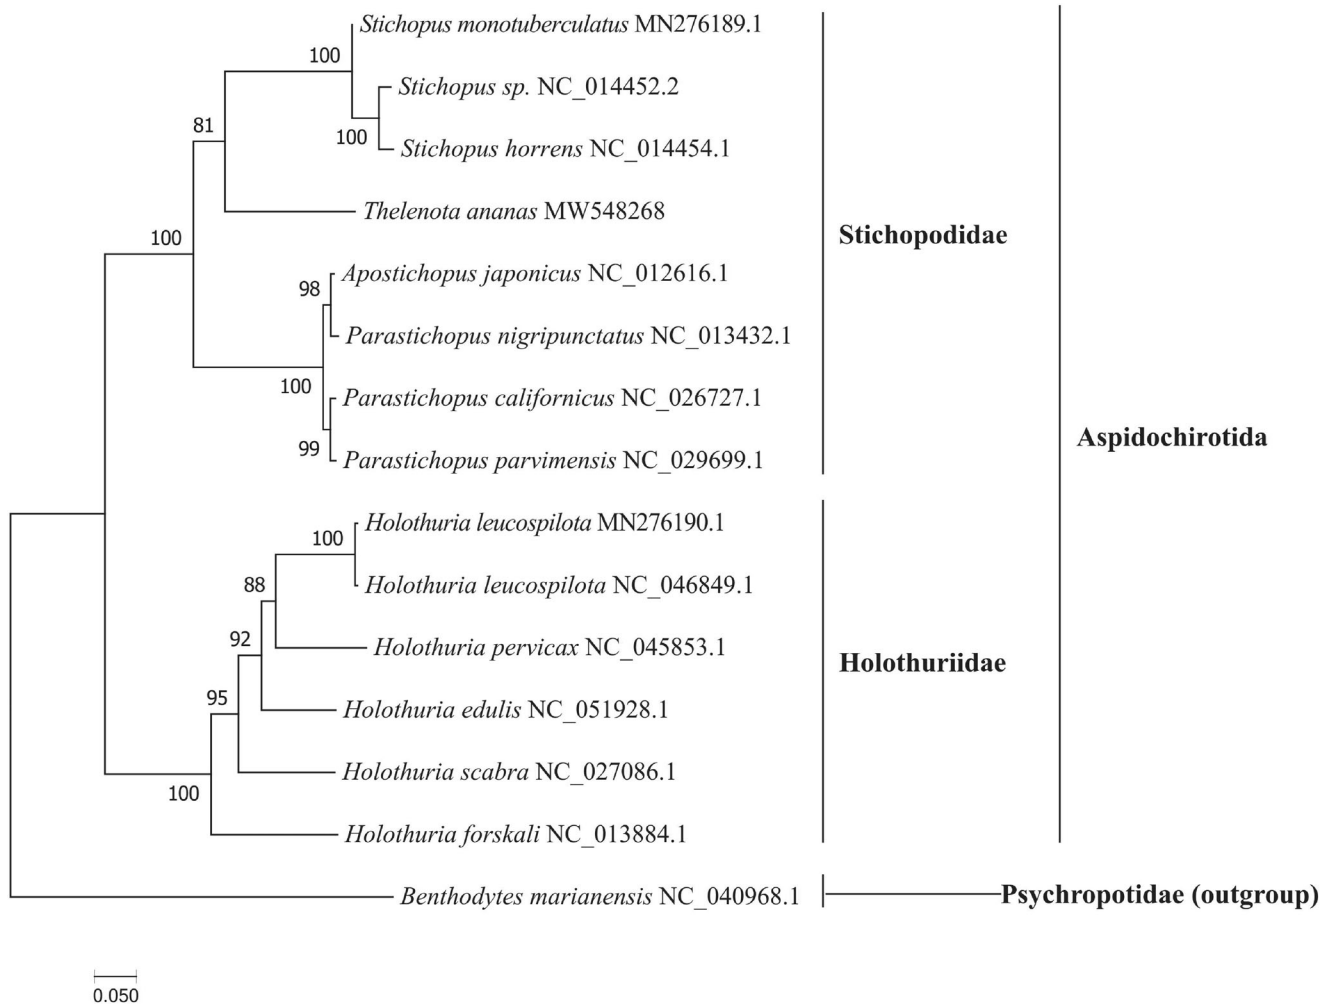 Stichopus monotuberculatus MN276189.1
100
Stichopus sp. NC_014452.2
81
100
Stichopus horrens NC_014454.1
Thelenota ananas MW548268
Stichopodidae
100
Apostichopus japonicus NC_012616.1
98
Parastichopus nigripunctatus NC_013432.1
100
Parastichopus californicus NC_026727.1
Aspidochirotida
99
Parastichopus parvimensis NC_029699.1
Holothuria leucospilota MN276190.1
100
88
Holothuria leucospilota NC_046849.1
92
Holothuria pervicax NC_045853.1
Holothuriidae
95
Holothuria edulis NC_051928.1
Holothuria scabra NC_027086.1
100
Holothuria forskali NC_013884.1
Benthodytes marianensis NC_040968.1
Psychropotidae (outgroup)
0.050